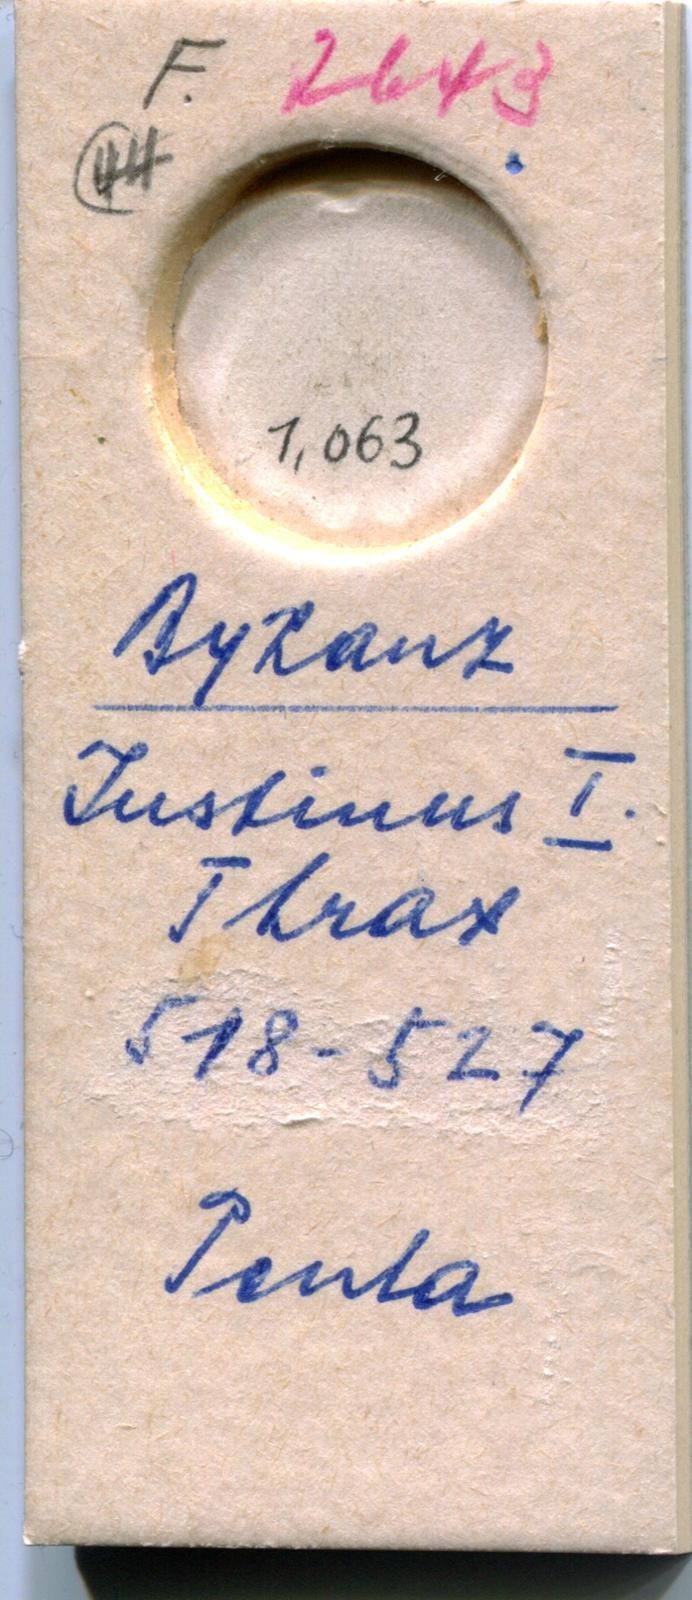 F. 2643
1,063
Byzanz
Justinus I.
Thrax
518-527
Penta